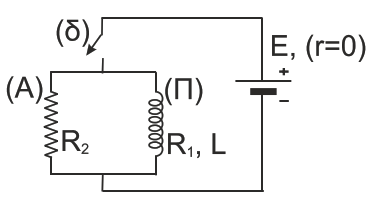 (δ)
E, (r=0)
+
−
(A)
(Π)
R₂
R₁, L